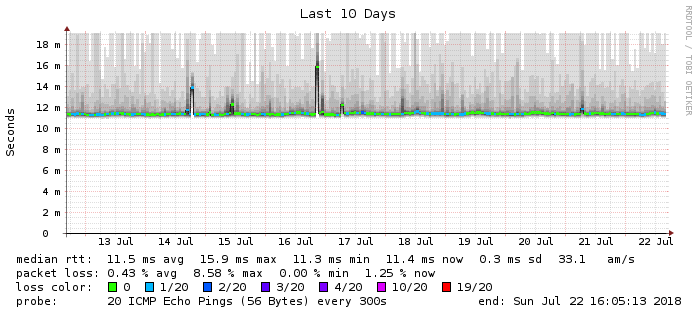 Last 10 Days
RRDTOOL / TOBI OETIKER
Seconds
18 m
16 m
14 m
12 m
10 m
8 m
6 m
4 m
2 m
0
13 Jul 14 Jul 15 Jul 16 Jul 17 Jul 18 Jul 19 Jul 20 Jul 21 Jul 22 Jul
median rtt: 11.5 ms avg 15.9 ms max 11.3 ms min 11.4 ms now 0.3 ms sd 33.1 am/s
packet loss: 0.43 % avg 8.58 % max 0.00 % min 1.25 % now
loss color: 0 1/20 2/20 3/20 4/20 10/20 19/20
probe: 20 ICMP Echo Pings (56 Bytes) every 300s end: Sun Jul 22 16:05:13 2018